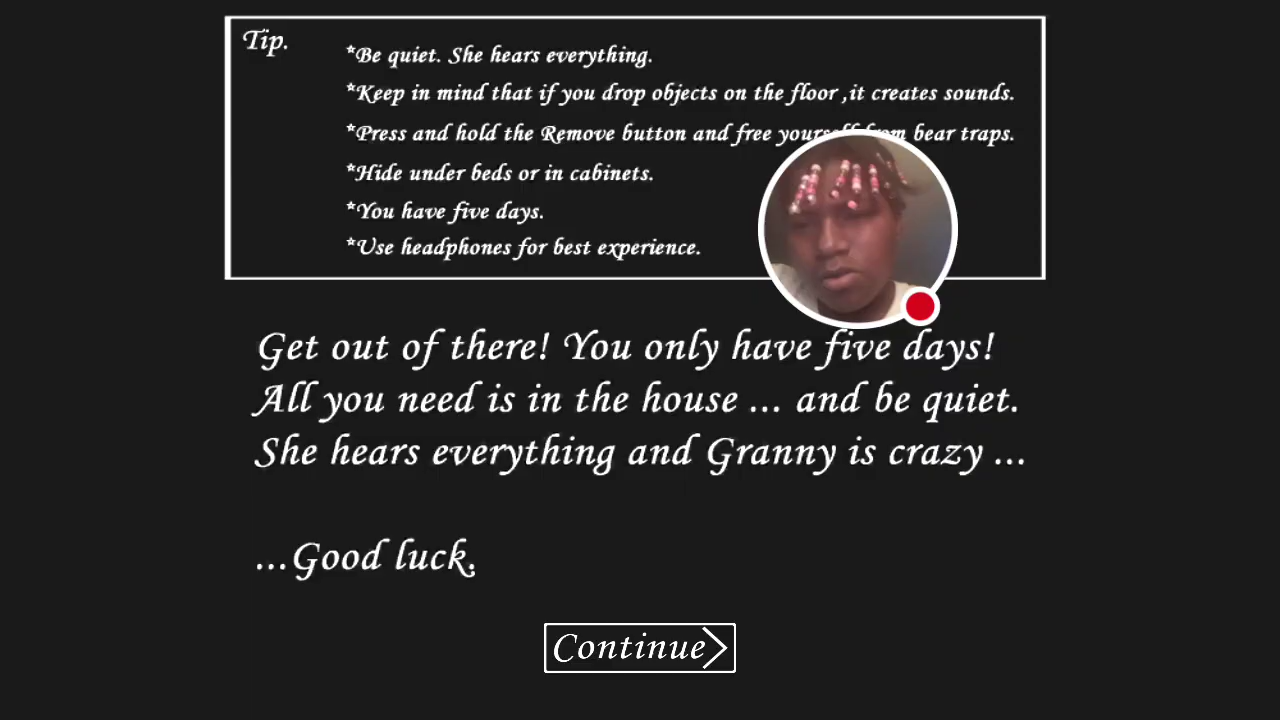 Tip.
*Be quiet. She hears everything.
*Keep in mind that if you drop objects on the floor ,it creates sounds.
*Press and hold the Remove button and free yourself from bear traps.
*Hide under beds or in cabinets.
*You have five days.
*Use headphones for best experience.
Get out of there! You only have five days!
All you need is in the house ... and be quiet.
She hears everything and Granny is crazy ...
...Good luck.
Continue